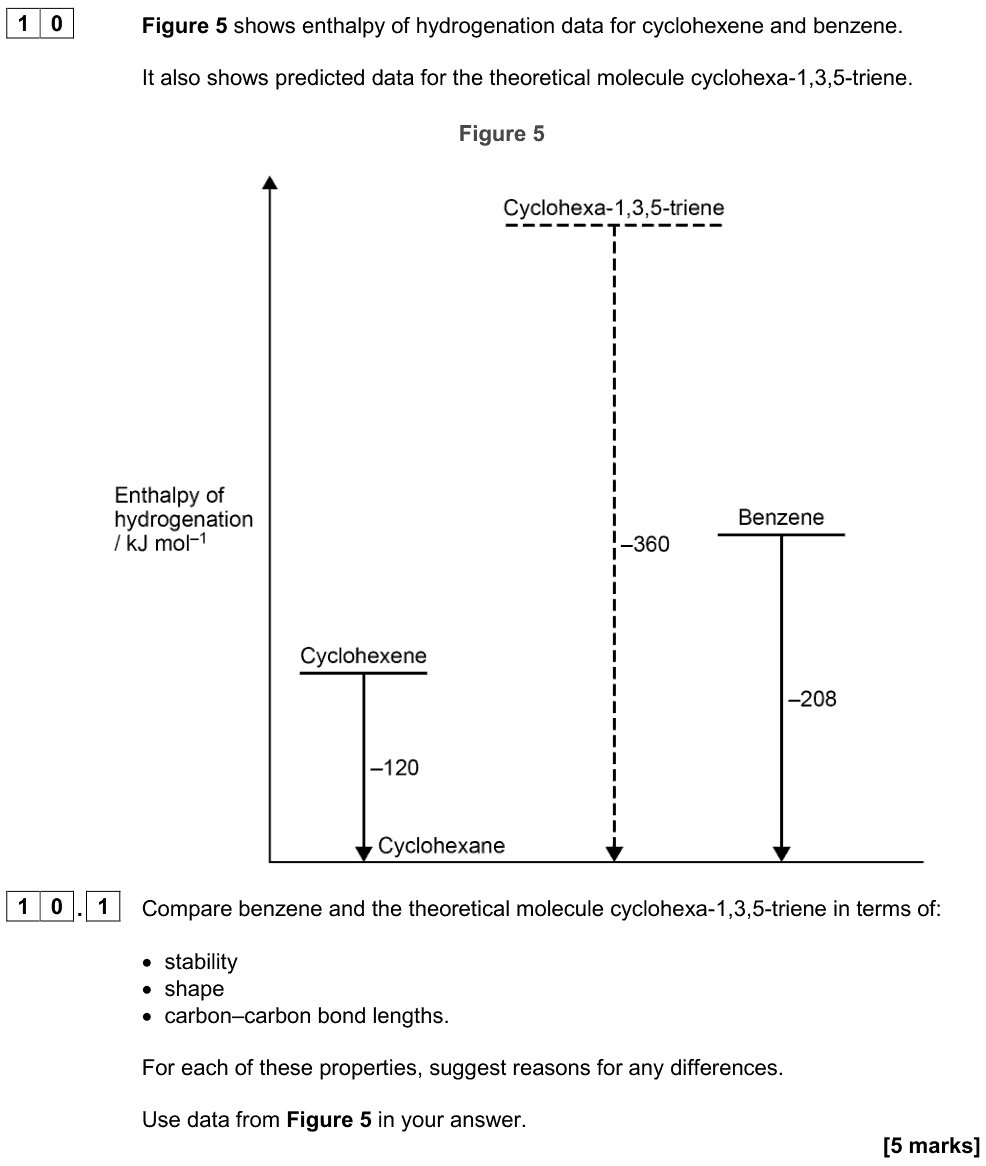 1 0 Figure 5 shows enthalpy of hydrogenation data for cyclohexene and benzene.
It also shows predicted data for the theoretical molecule cyclohexa-1,3,5-triene.
Figure 5
Cyclohexa-1,3,5-triene
Enthalpy of
hydrogenation
/ kJ mol⁻¹
Benzene
–360
Cyclohexene
–208
–120
Cyclohexane
1 0 . 1 Compare benzene and the theoretical molecule cyclohexa-1,3,5-triene in terms of:
• stability
• shape
• carbon–carbon bond lengths.
For each of these properties, suggest reasons for any differences.
Use data from Figure 5 in your answer.
[5 marks]